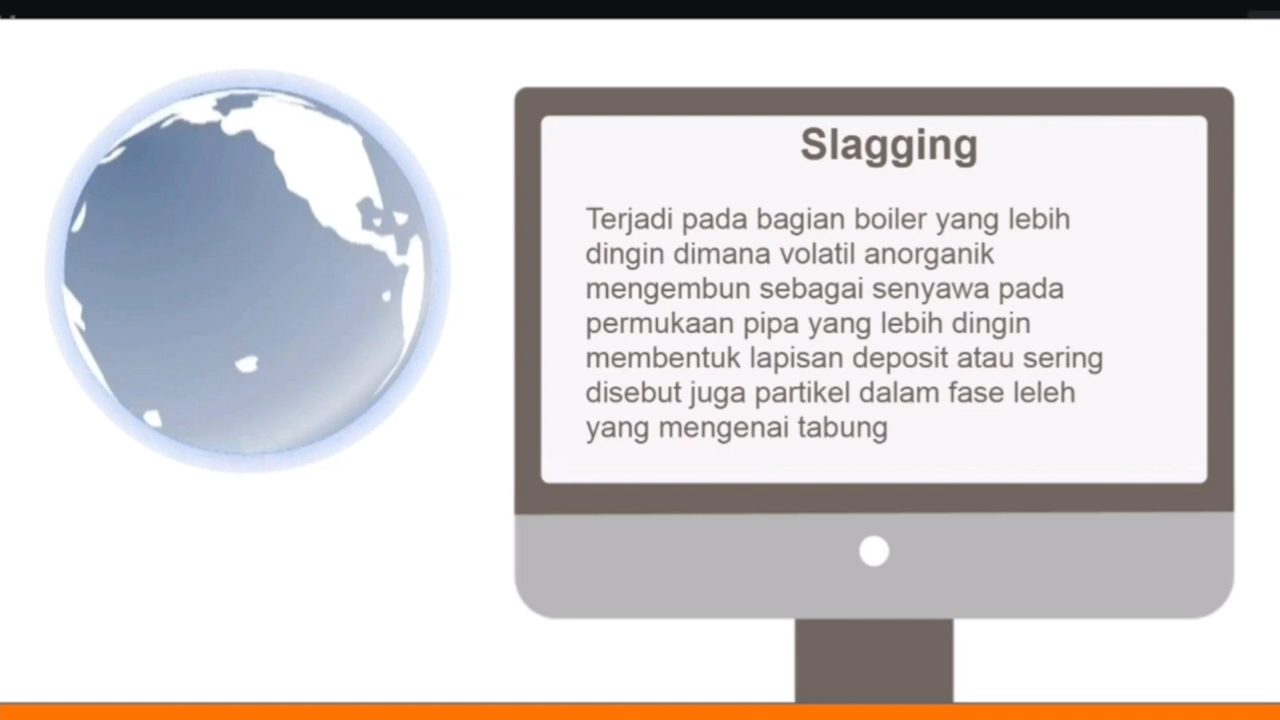 Slagging
Terjadi pada bagian boiler yang lebih
dingin dimana volatil anorganik
mengembun sebagai senyawa pada
permukaan pipa yang lebih dingin
membentuk lapisan deposit atau sering
disebut juga partikel dalam fase leleh
yang mengenai tabung